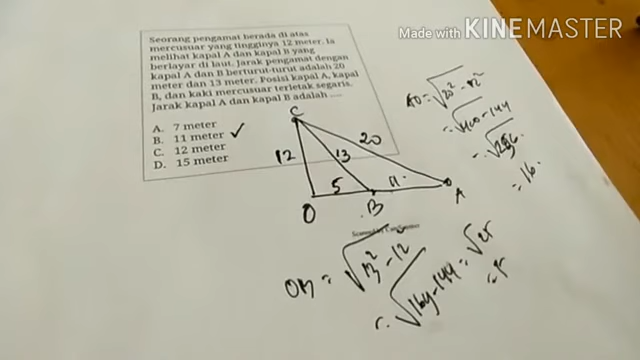 Made with KINEMASTER
Seorang pengamat berada di atas
mercusuar yang tingginya 12 meter. Ia
melihat kapal A dan kapal B yang
berlayar di laut. Jarak pengamat dengan
kapal A dan B berturut-turut adalah 20
meter dan 13 meter. Posisi kapal A, kapal
B, dan kaki mercusuar terletak segaris.
Jarak kapal A dan kapal B adalah
A. 7 meter
B. 11 meter ✓
C. 12 meter
D. 15 meter
C
12
13
20
5
11
O
B
A
AO = √20² - 12²
= √400 - 144
= √256
= 16.
OB = √13² - 12²
= √169 - 144 = √25
= 5